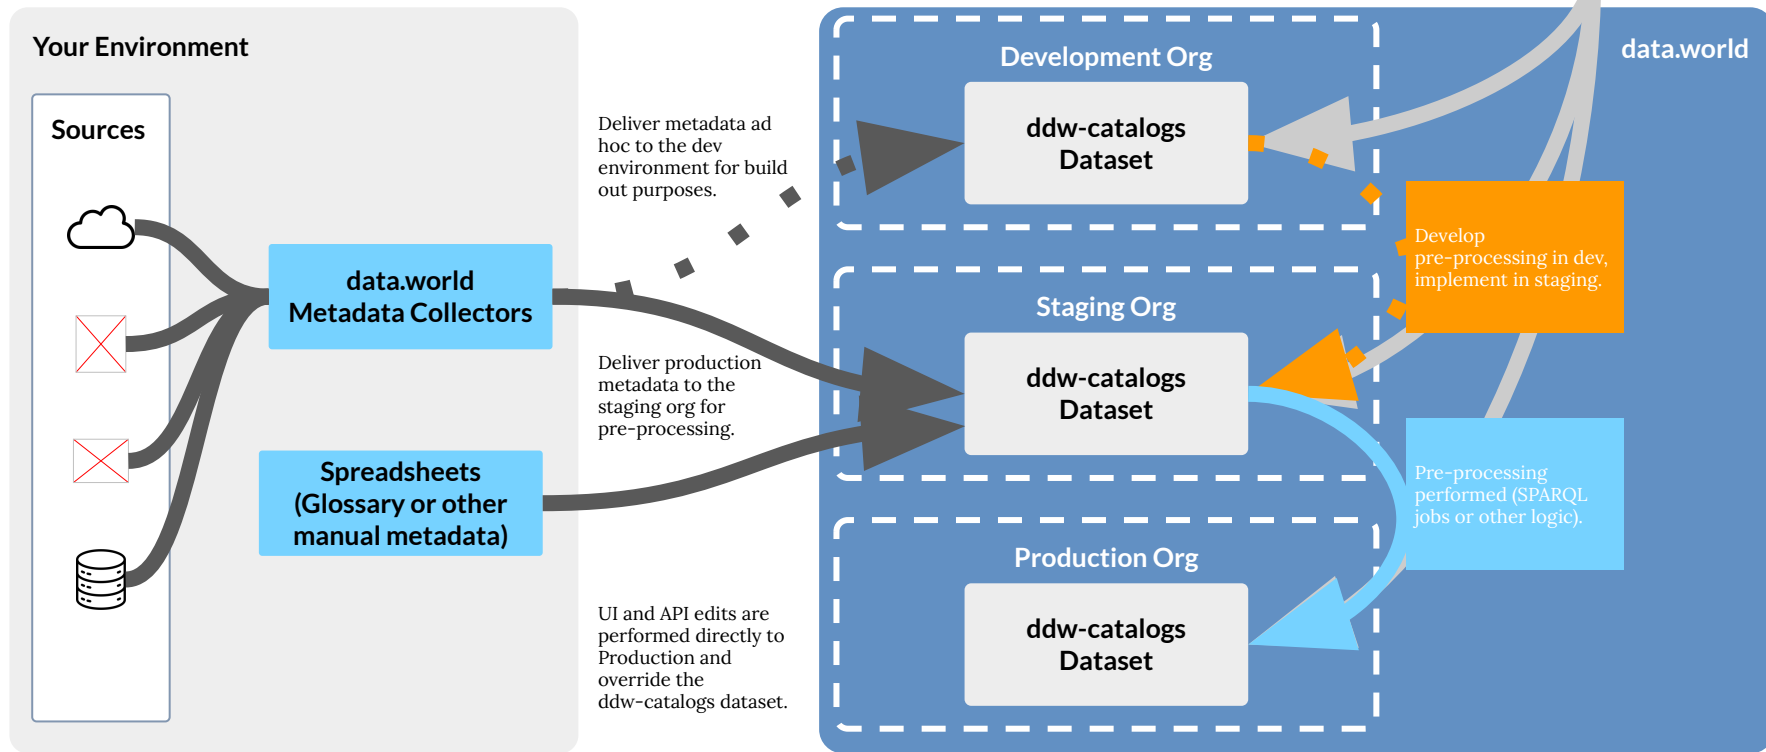 Your Environment
Sources
data.world
Metadata Collectors
Spreadsheets
(Glossary or other
manual metadata)
Deliver metadata ad
hoc to the dev
environment for build
out purposes.
Deliver production
metadata to the
staging org for
pre-processing.
UI and API edits are
performed directly to
Production and
override the
ddw-catalogs dataset.
data.world
Development Org
ddw-catalogs
Dataset
Staging Org
ddw-catalogs
Dataset
Production Org
ddw-catalogs
Dataset
Develop
pre-processing in dev,
implement in staging.
Pre-processing
performed (SPARQL
jobs or other logic).